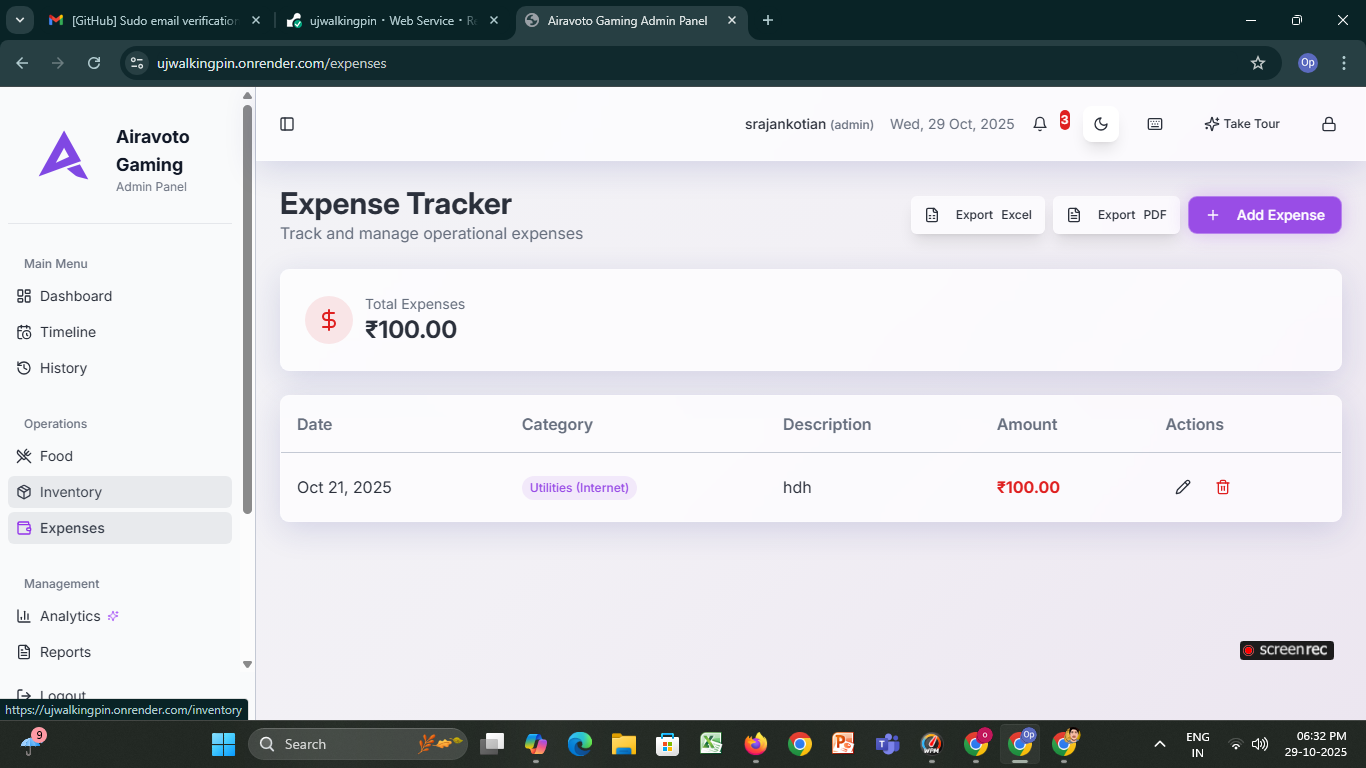 [GitHub] Sudo email verification
ujwalkingpin · Web Service · Re
Airavoto Gaming Admin Panel
ujwalkingpin.onrender.com/expenses
Op
Airavoto
Gaming
Admin Panel
srajankotian (admin)
Wed, 29 Oct, 2025
3
Take Tour
Expense Tracker
Track and manage operational expenses
Export Excel
Export PDF
+ Add Expense
Total Expenses
₹100.00
Main Menu
Dashboard
Timeline
History
Operations
Food
Inventory
Expenses
Management
Analytics
Reports
Logout
Date Category Description Amount Actions
Oct 21, 2025 Utilities (Internet) hdh ₹100.00
screenrec
https://ujwalkingpin.onrender.com/inventory
9
Search
WPM
o
Op
ENG
IN
06:32 PM
29-10-2025